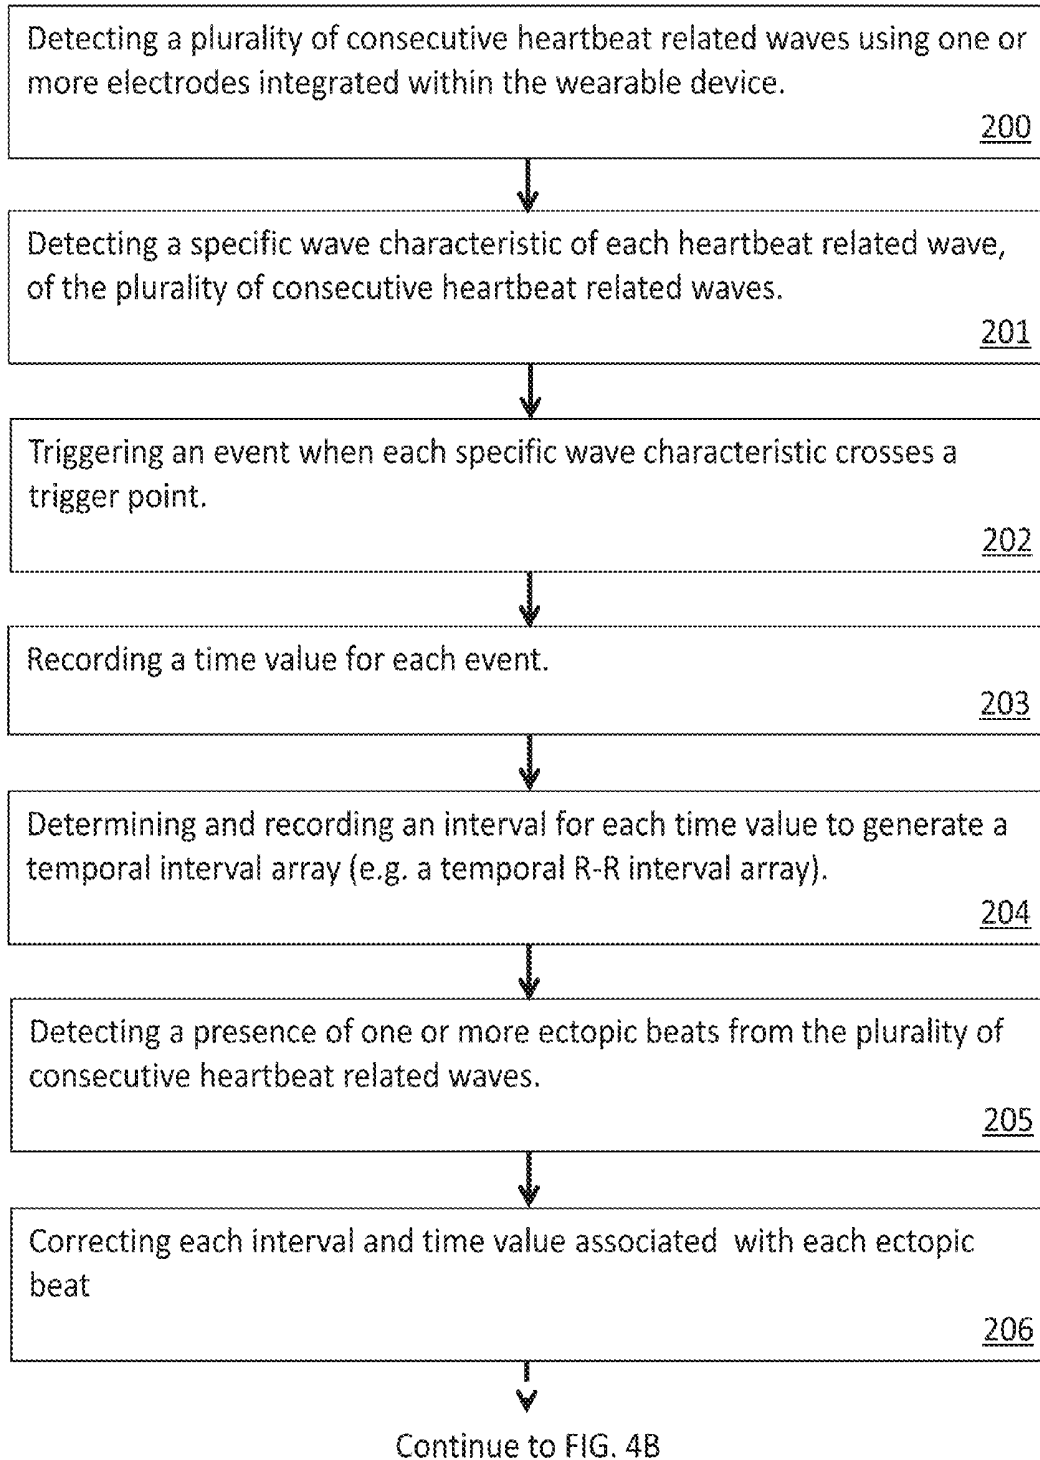 Detecting a plurality of consecutive heartbeat related waves using one or
more electrodes integrated within the wearable device.
200
Detecting a specific wave characteristic of each heartbeat related wave,
of the plurality of consecutive heartbeat related waves.
201
Triggering an event when each specific wave characteristic crosses a
trigger point.
202
Recording a time value for each event.
203
Determining and recording an interval for each time value to generate a
temporal interval array (e.g. a temporal R-R interval array).
204
Detecting a presence of one or more ectopic beats from the plurality of
consecutive heartbeat related waves.
205
Correcting each interval and time value associated with each ectopic
beat
206
Continue to FIG. 4B